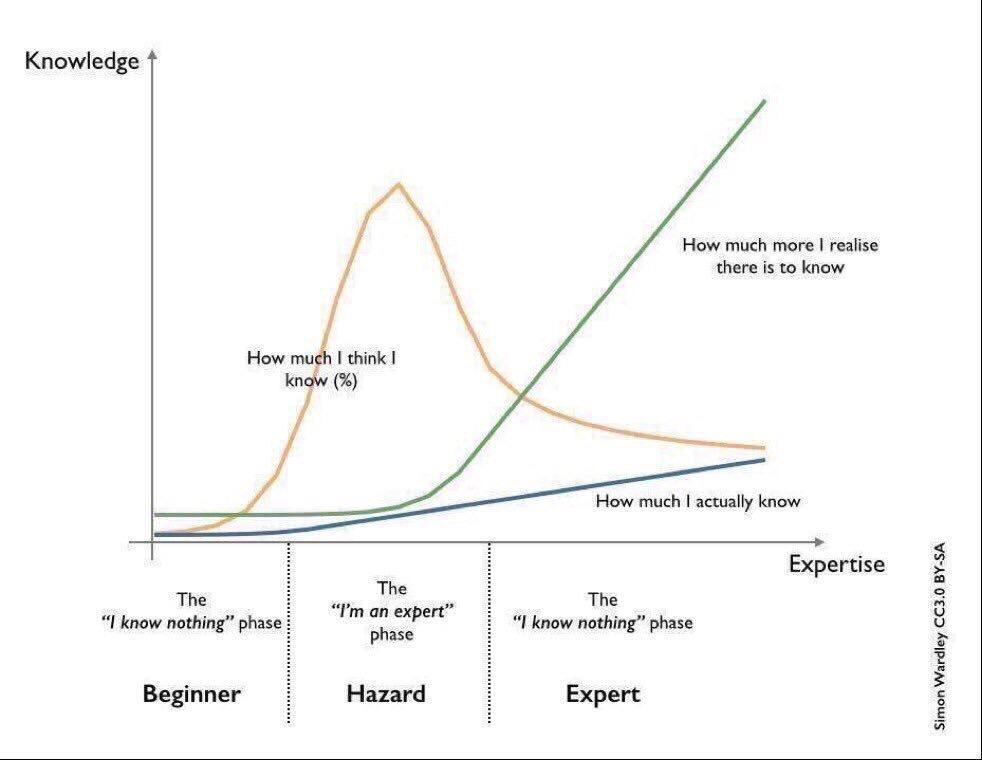 Knowledge
How much more I realise
there is to know
How much I think I
know (%)
How much I actually know
Expertise
The
"I know nothing" phase
The
"I'm an expert"
phase
The
"I know nothing" phase
Beginner
Hazard
Expert
Simon Wardley CC3.0 BY-SA